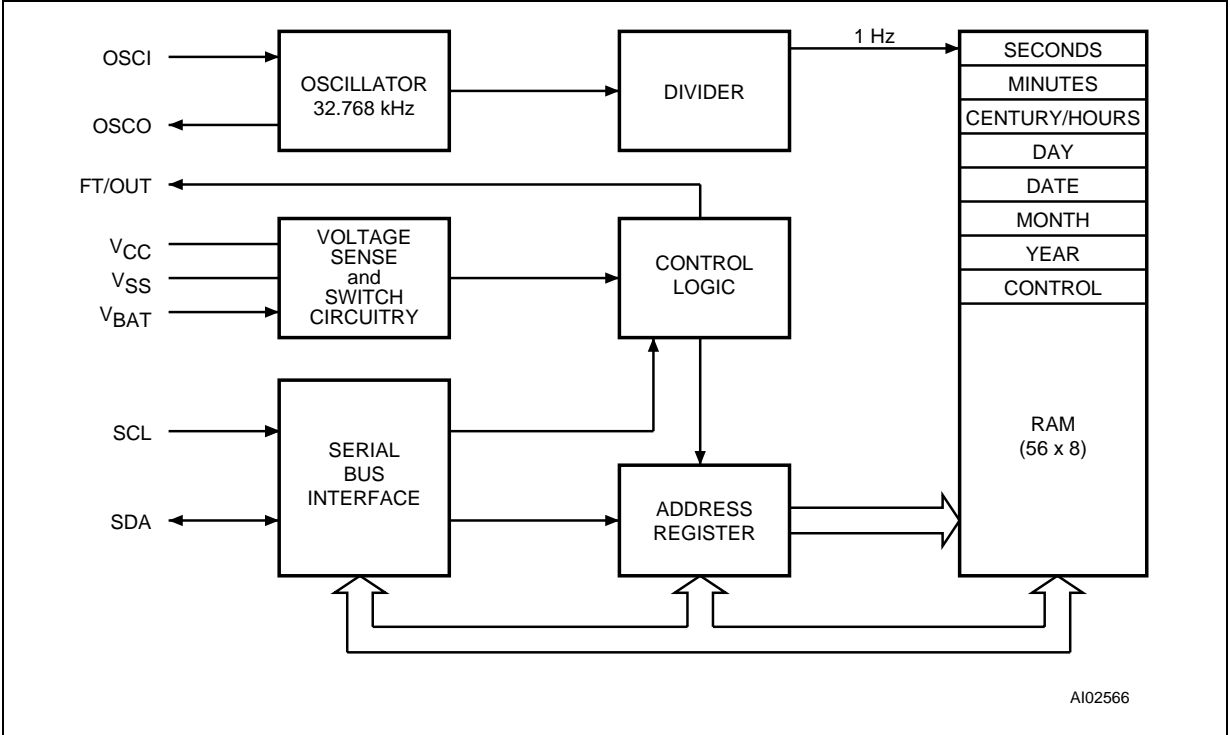 OSCI
OSCO
FT/OUT
VCC
VSS
VBAT
SCL
SDA
OSCILLATOR
32.768 kHz
VOLTAGE
SENSE
and
SWITCH
CIRCUITRY
SERIAL
BUS
INTERFACE
DIVIDER
CONTROL
LOGIC
ADDRESS
REGISTER
1 Hz
SECONDS
MINUTES
CENTURY/HOURS
DAY
DATE
MONTH
YEAR
CONTROL
RAM
(56 x 8)
AI02566